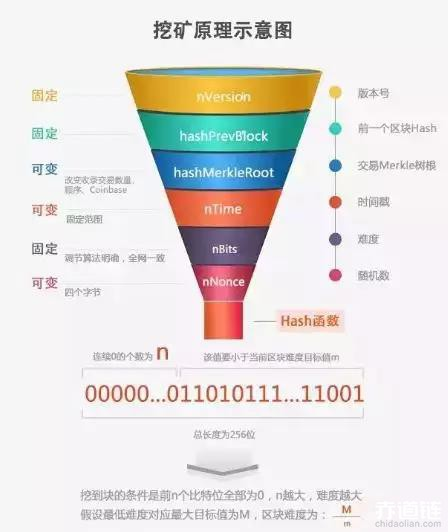 挖矿原理示意图
固定
nVersion
版本号
固定
hashPrevBlock
前一个区块Hash
可变
改变收录交易数量、
顺序、Coinbase
hashMerkleRoot
交易Merkle树根
可变
固定范围
nTime
时间戳
固定
调节算法明确，全网一致
nBits
难度
可变
四个字节
nNonce
随机数
Hash函数
连续0的个数为 n
该值要小于当前区块难度目标值m
00000...011010111...11001
总长度为256位
挖到块的条件是前n个比特位全部为0，n越大，难度越大
假设最低难度对应最大目标值为M，区块难度为：M/m
chidaolian.com